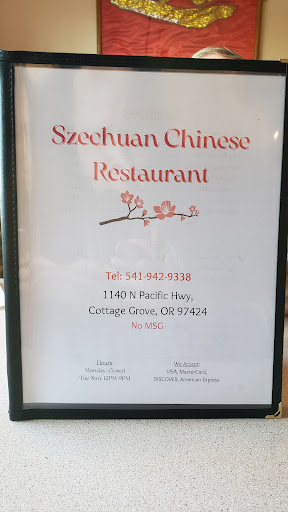 Szechuan Chinese
Restaurant
Tel: 541-942-9338
1140 N Pacific Hwy,
Cottage Grove, OR 97424
No MSG
Hours
Monday: Closed
Tue-Sun: 12PM-9PM
We Accept:
VISA, MasterCard,
DISCOVER, American Express